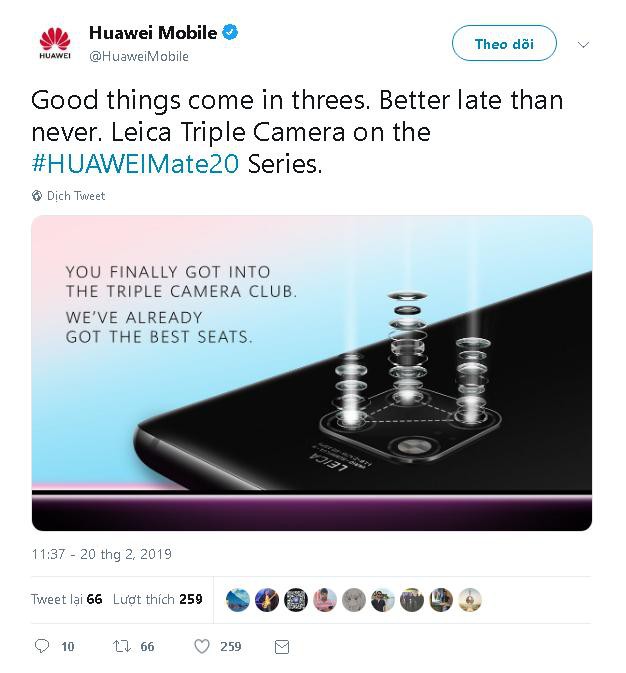 HUAWEI
Huawei Mobile
@HuaweiMobile
Theo dõi
Good things come in threes. Better late than
never. Leica Triple Camera on the
#HUAWEIMate20 Series.
Dịch Tweet
YOU FINALLY GOT INTO
THE TRIPLE CAMERA CLUB.
WE'VE ALREADY
GOT THE BEST SEATS.
LEICA
11:37 - 20 thg 2, 2019
Tweet lại 66 Lượt thích 259
10 66 259